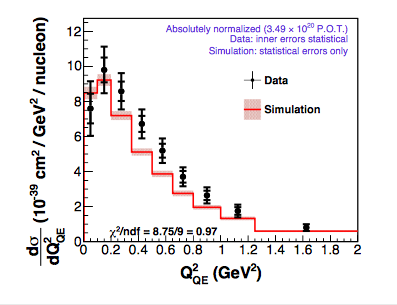 Absolutely normalized (3.49 × 10²⁰ P.O.T.)
Data: inner errors statistical
Simulation: statistical errors only
Data
Simulation
dσ/dQ²QE (10⁻³⁹ cm² / GeV² / nucleon)
12
10
8
6
4
2
0
χ²/ndf = 8.75/9 = 0.97
0 0.2 0.4 0.6 0.8 1 1.2 1.4 1.6 1.8 2
Q²QE (GeV²)